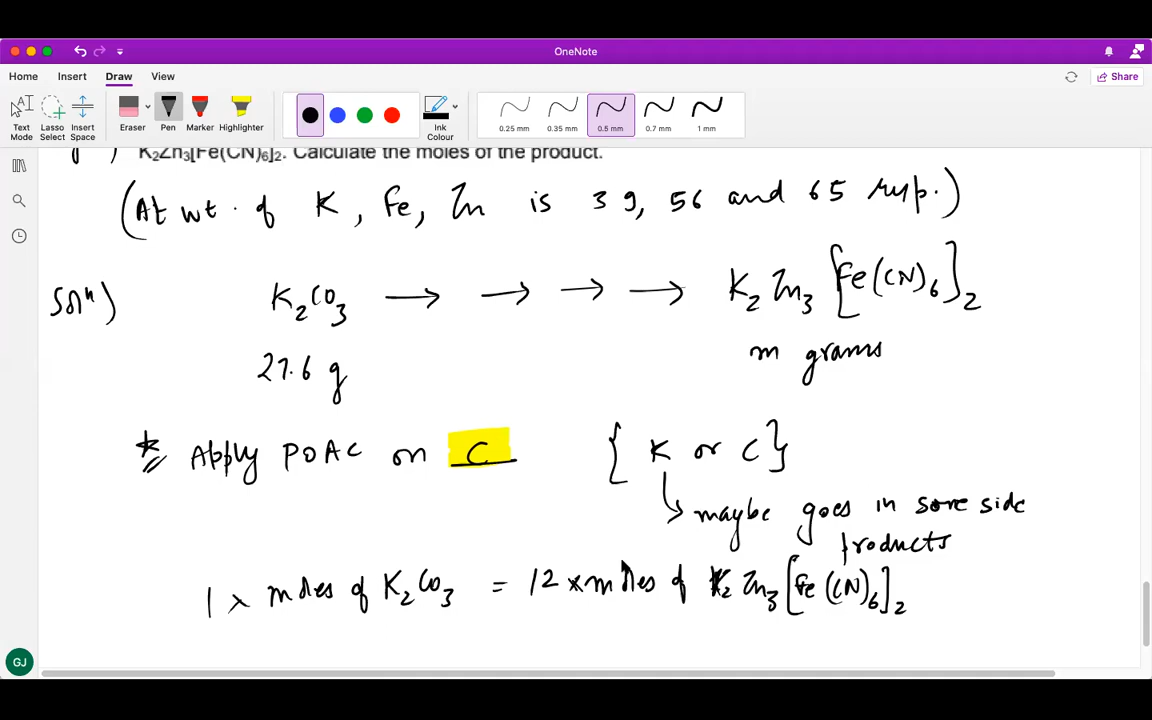 OneNote
Home Insert Draw View
Share
Text Mode
Lasso Select
Insert Space
Eraser
Pen
Marker
Highlighter
Ink Colour
0.25 mm
0.35 mm
0.5 mm
0.7 mm
1 mm
K₂Zn₃[Fe(CN)₆]₂. Calculate the moles of the product.
(At wt. of K, Fe, Zn is 39, 56 and 65 resp.)
Solⁿ) K₂CO₃ → → → → K₂Zn₃[Fe(CN)₆]₂
27.6 g m grams
* Apply POAC on C { K or C }
↳ maybe goes in some side
products
1 × moles of K₂CO₃ = 12 × moles of K₂Zn₃[Fe(CN)₆]₂
GJ